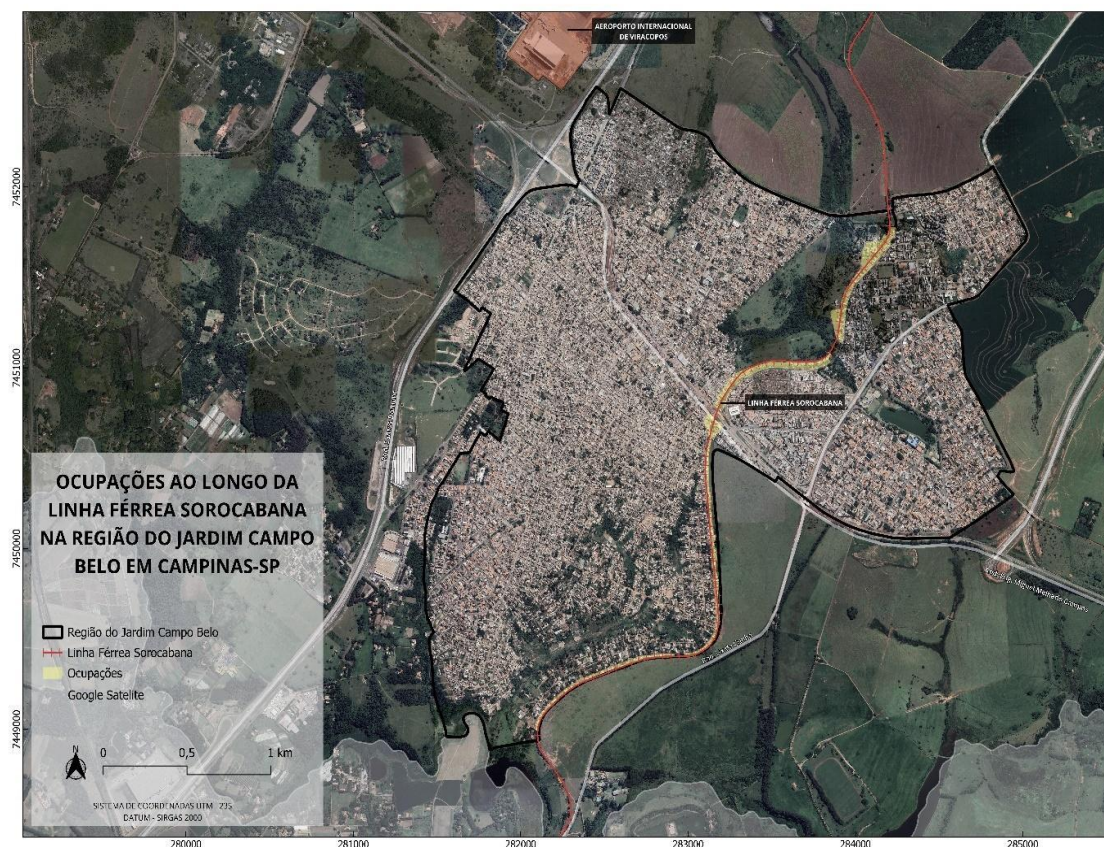 AEROPORTO INTERNACIONAL
DE VIRACOPOS
LINHA FÉRREA SOROCABANA
OCUPAÇÕES AO LONGO DA
LINHA FÉRREA SOROCABANA
NA REGIÃO DO JARDIM CAMPO
BELO EM CAMPINAS-SP
Região do Jardim Campo Belo
Linha Férrea Sorocabana
Ocupações
Google Satelite
N
0 0,5 1 km
SISTEMA DE COORDENADAS UTM - 23S
DATUM - SIRGAS 2000
7452000
7451000
7450000
7449000
280000 281000 282000 283000 284000 285000
Miguel Melhado Campos